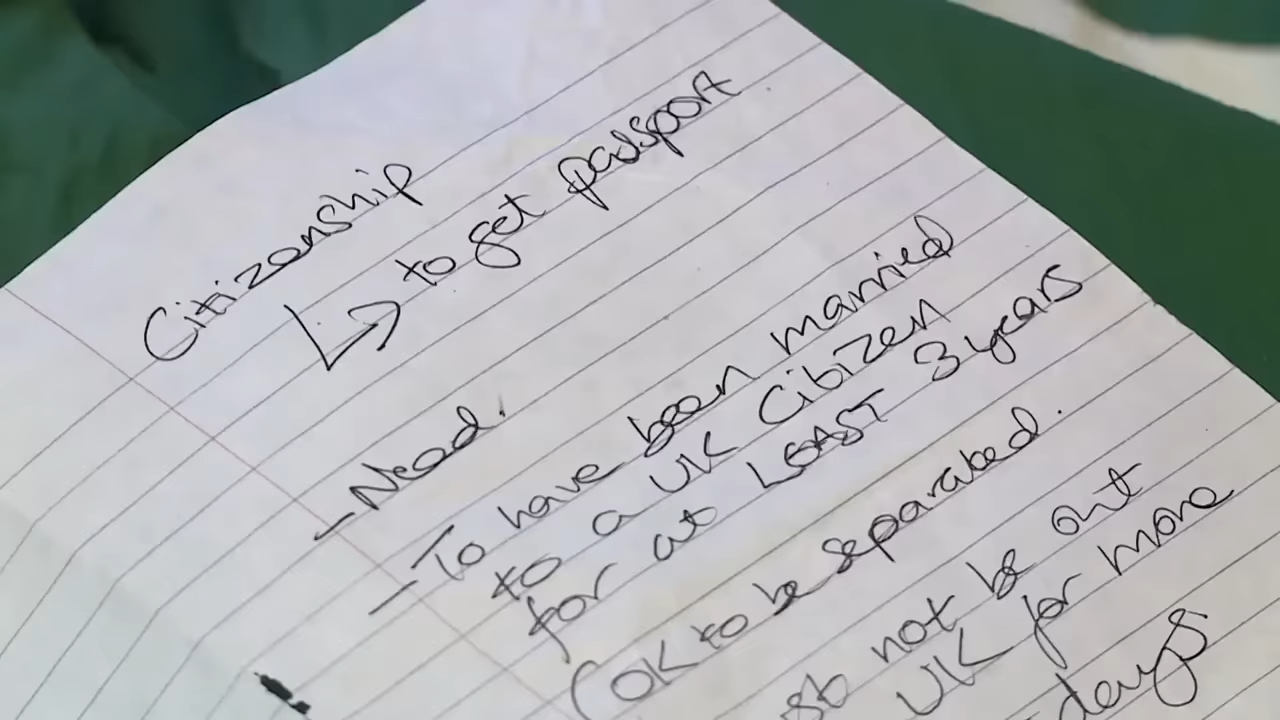 Citizenship
↳ to get passport
- Need.
- To have been married
to a UK Citizen
for at LEAST 3 years
(OK to be separated.
not be out
UK for more
days